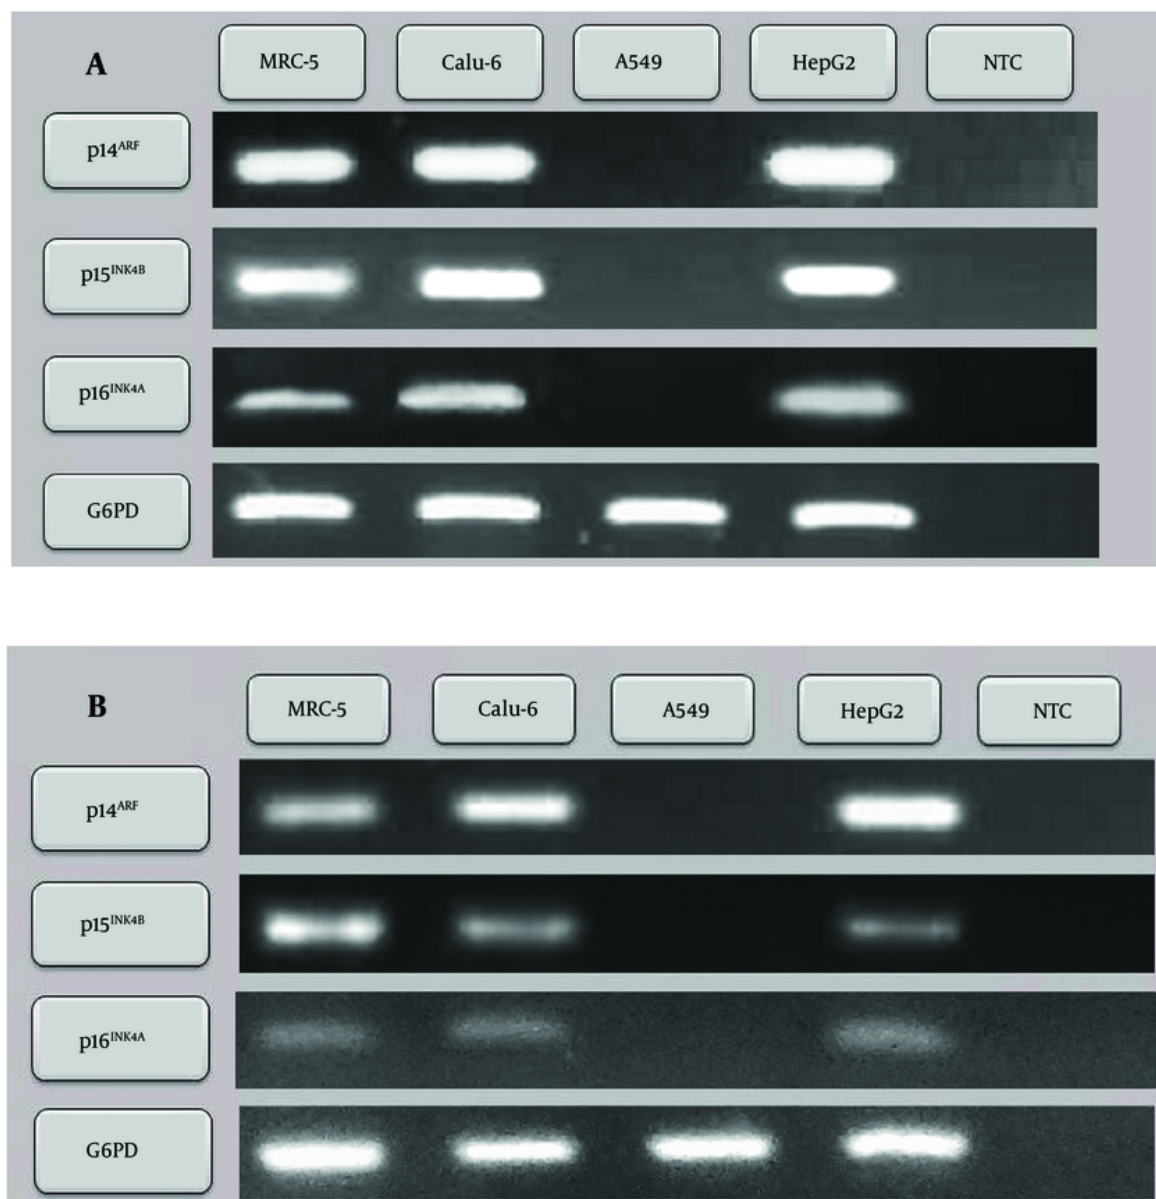 A MRC-5 Calu-6 A549 HepG2 NTC
p14ARF
p15INK4B
p16INK4A
G6PD
B MRC-5 Calu-6 A549 HepG2 NTC
p14ARF
p15INK4B
p16INK4A
G6PD